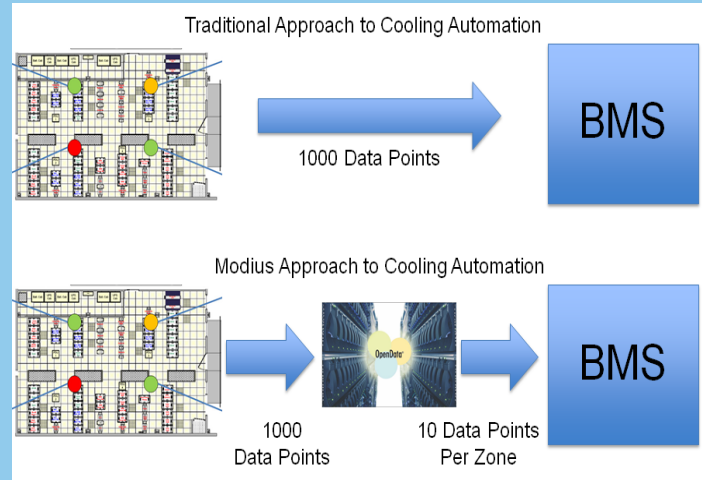 Traditional Approach to Cooling Automation
1000 Data Points
BMS
Modius Approach to Cooling Automation
OpenData
1000
Data Points
10 Data Points
Per Zone
BMS